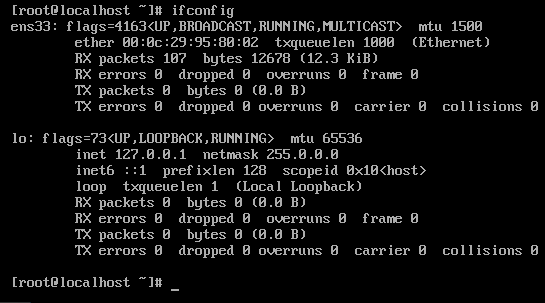 [root@localhost ~]# ifconfig
ens33: flags=4163<UP,BROADCAST,RUNNING,MULTICAST>  mtu 1500
        ether 00:0c:29:95:80:02  txqueuelen 1000  (Ethernet)
        RX packets 107  bytes 12678 (12.3 KiB)
        RX errors 0  dropped 0  overruns 0  frame 0
        TX packets 0  bytes 0 (0.0 B)
        TX errors 0  dropped 0 overruns 0  carrier 0  collisions 0
lo: flags=73<UP,LOOPBACK,RUNNING>  mtu 65536
        inet 127.0.0.1  netmask 255.0.0.0
        inet6 ::1  prefixlen 128  scopeid 0x10<host>
        loop  txqueuelen 1  (Local Loopback)
        RX packets 0  bytes 0 (0.0 B)
        RX errors 0  dropped 0  overruns 0  frame 0
        TX packets 0  bytes 0 (0.0 B)
        TX errors 0  dropped 0 overruns 0  carrier 0  collisions 0
[root@localhost ~]# _